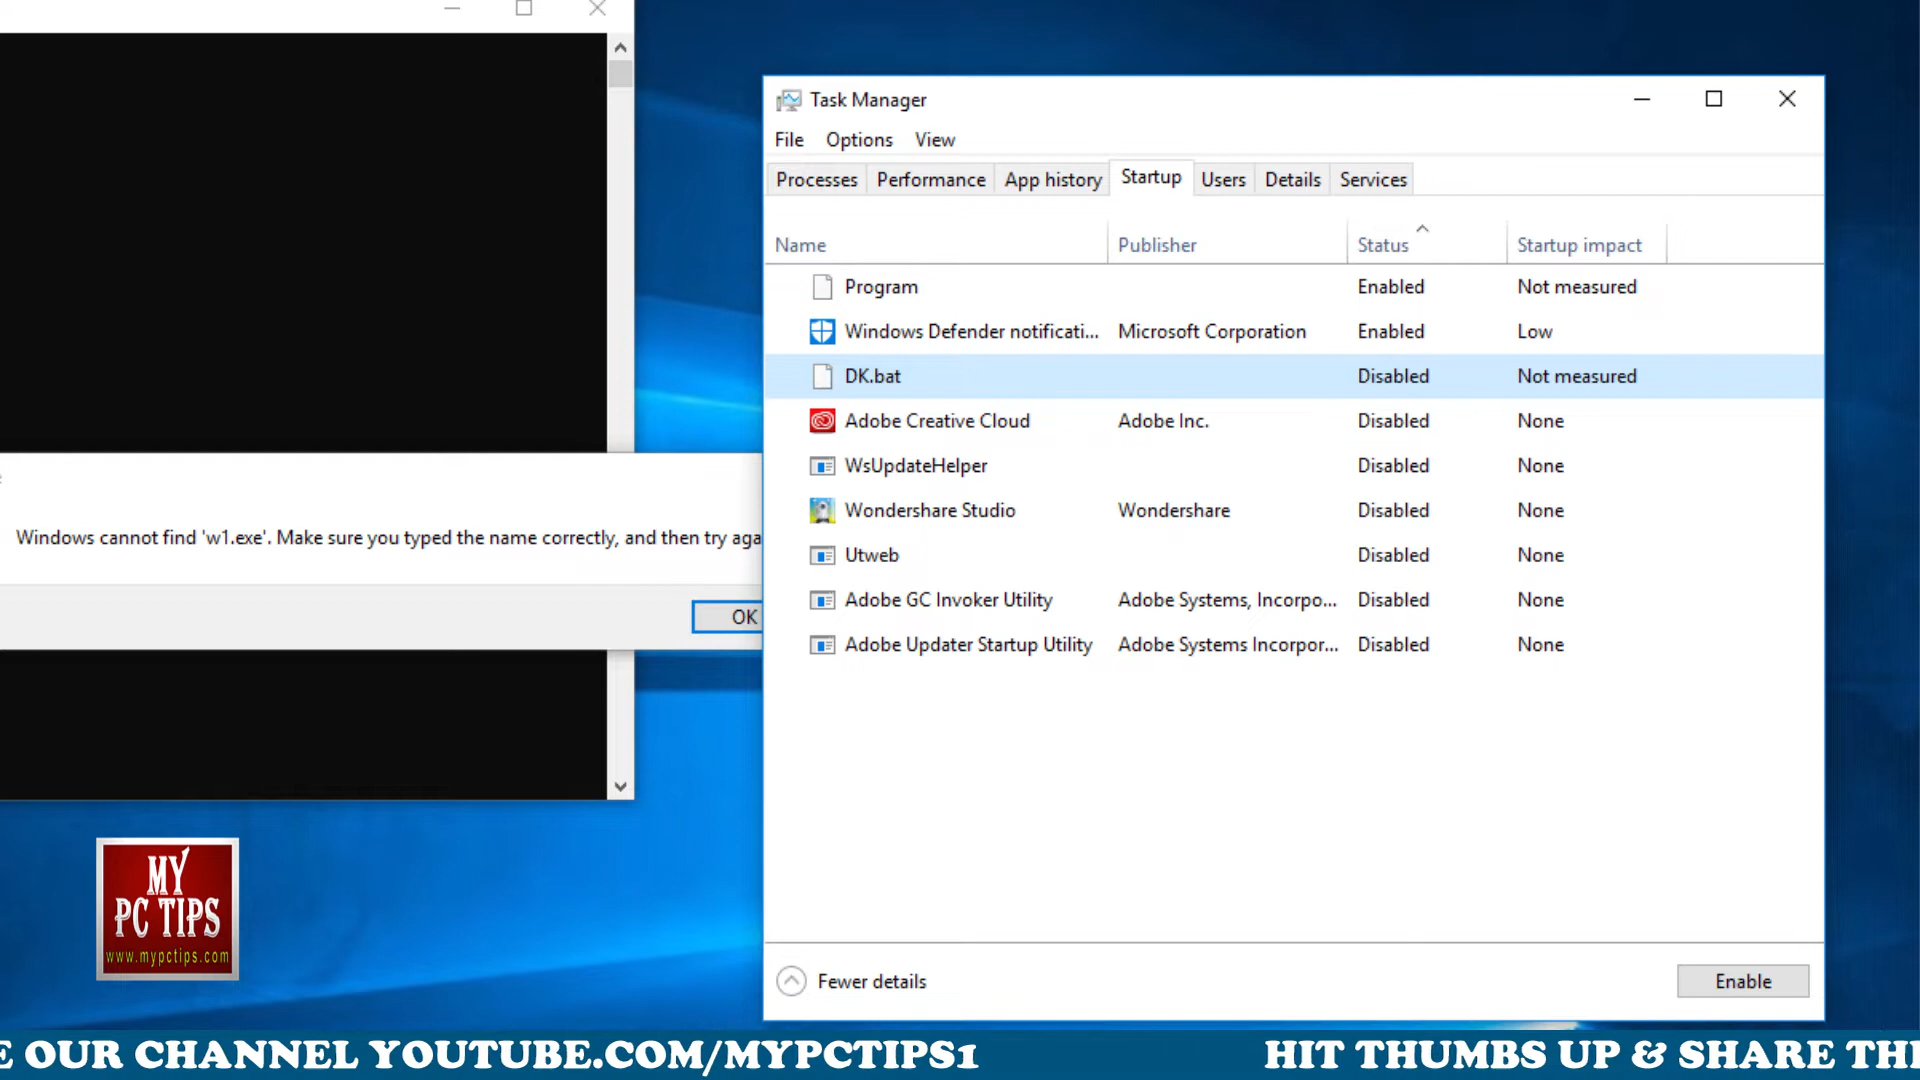 Task Manager
File Options View
Processes Performance App history Startup Users Details Services
Name Publisher Status Startup impact
Program Enabled Not measured
Windows Defender notificati... Microsoft Corporation Enabled Low
DK.bat Disabled Not measured
Adobe Creative Cloud Adobe Inc. Disabled None
WsUpdateHelper Disabled None
Wondershare Studio Wondershare Disabled None
Utweb Disabled None
Adobe GC Invoker Utility Adobe Systems, Incorpo... Disabled None
Adobe Updater Startup Utility Adobe Systems Incorpor... Disabled None
Fewer details Enable
Windows cannot find 'w1.exe'. Make sure you typed the name correctly, and then try aga
OK
MY
PC TIPS
www.mypctips.com
E OUR CHANNEL YOUTUBE.COM/MYPCTIPS1 HIT THUMBS UP & SHARE THI